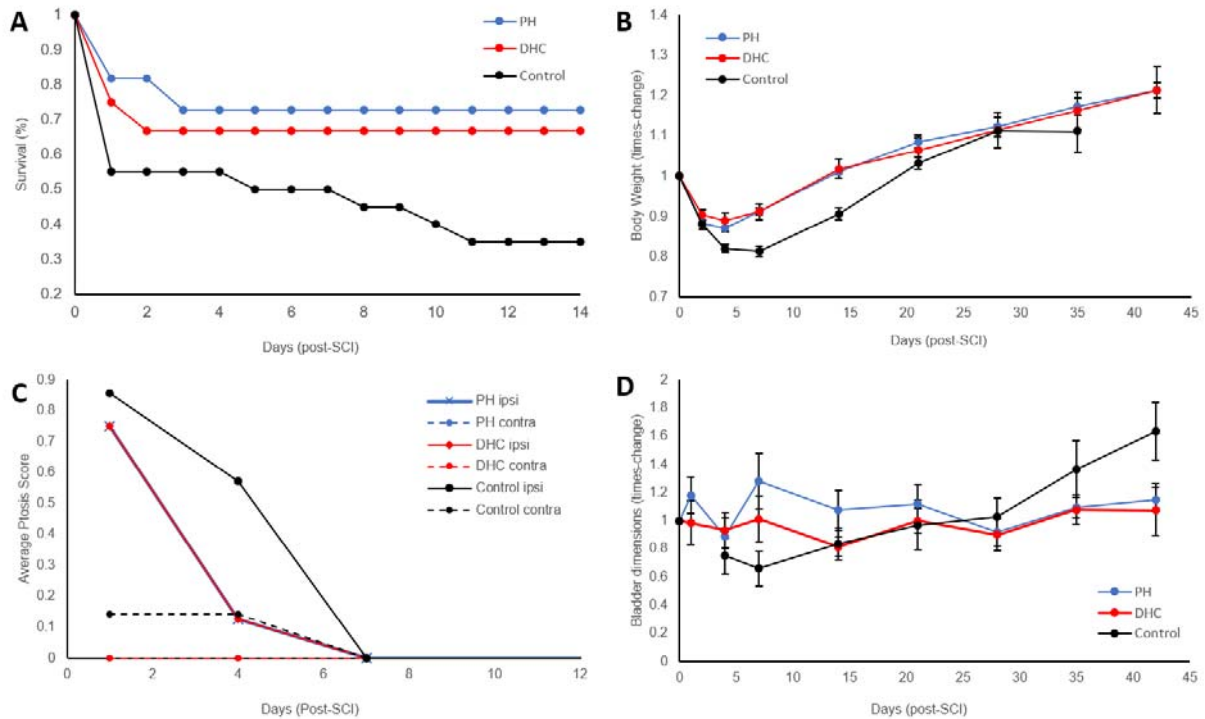 A
1
0.9
0.8
0.7
0.6
0.5
0.4
0.3
0.2
Survival (%)
0 2 4 6 8 10 12 14
Days (post-SCI)
PH
DHC
Control
B
1.4
1.3
1.2
1.1
1
0.9
0.8
0.7
Body Weight (times-change)
0 5 10 15 20 25 30 35 40 45
Days (post-SCI)
PH
DHC
Control
C
0.9
0.8
0.7
0.6
0.5
0.4
0.3
0.2
0.1
0
Average Ptosis Score
0 2 4 6 8 10 12
Days (Post-SCI)
PH ipsi
PH contra
DHC ipsi
DHC contra
Control ipsi
Control contra
D
2
1.8
1.6
1.4
1.2
1
0.8
0.6
0.4
0.2
0
Bladder dimensions (times-change)
0 5 10 15 20 25 30 35 40 45
Days (post-SCI)
PH
DHC
Control